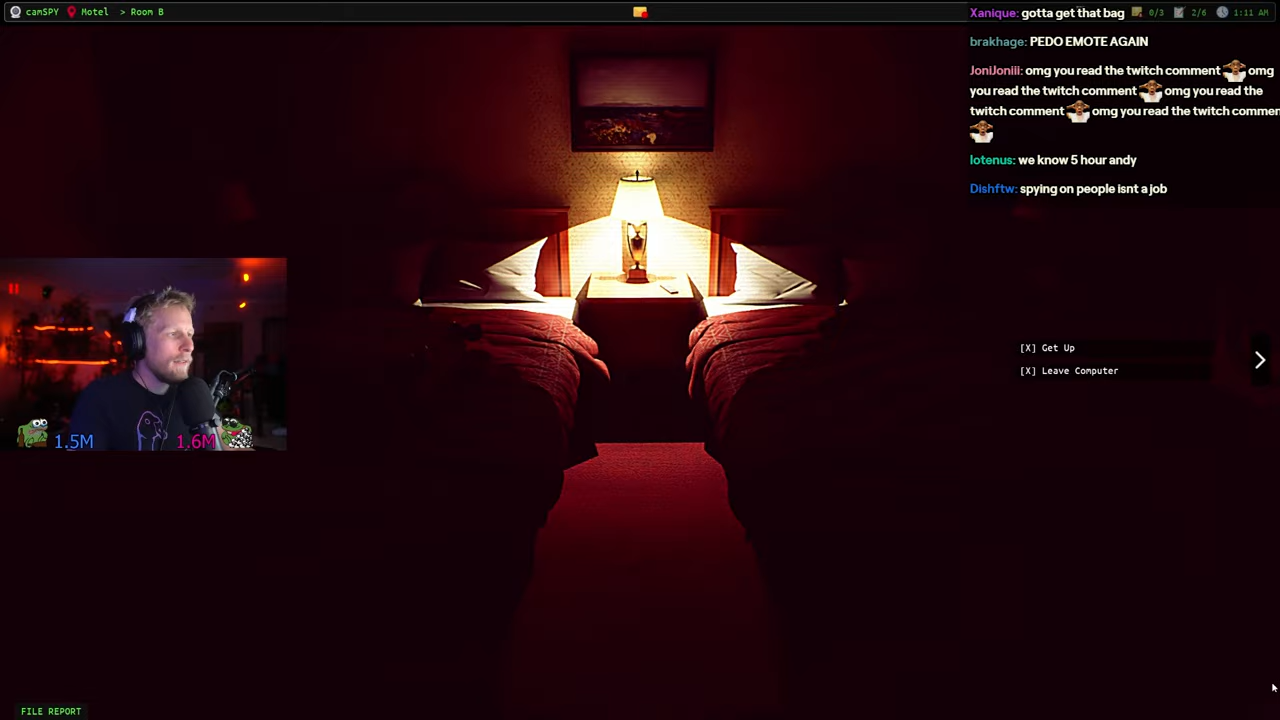 camSPY Motel > Room B
Xanique: gotta get that bag 0/3 2/6 1:11 AM
brakhage: PEDO EMOTE AGAIN
JoniJoniii: omg you read the twitch comment omg
you read the twitch comment omg you read the
twitch comment omg you read the twitch commen
lotenus: we know 5 hour andy
Dishftw: spying on people isnt a job
[X] Get Up
[X] Leave Computer
1.5M 1.6M
FILE REPORT